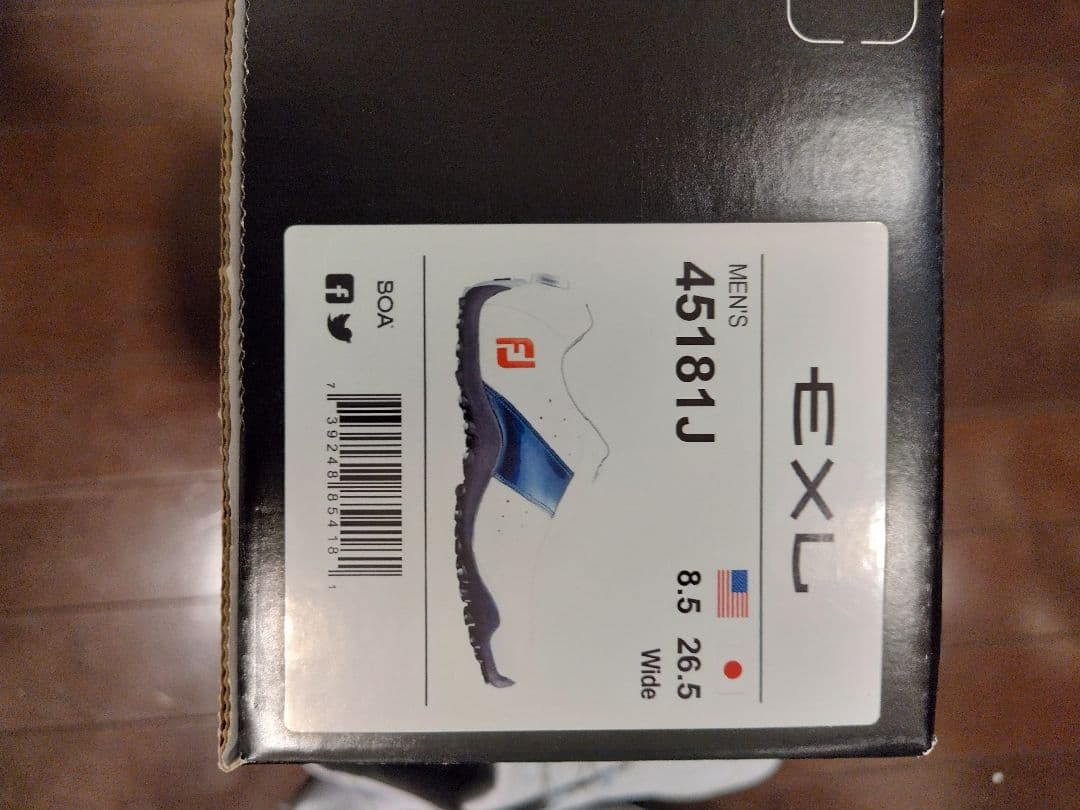 EXL
MEN'S
45181J
8.5 26.5
Wide
FJ
BOA
7 39248 85418 1